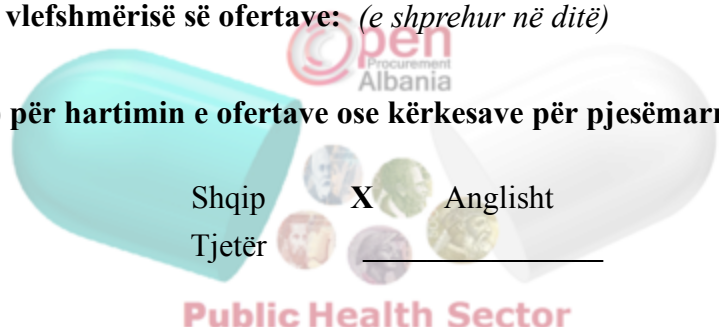 vlefshmërisë së ofertave: (e shprehur në ditë)
Open
Procurement
Albania
për hartimin e ofertave ose kërkesave për pjesëmarr
Shqip X Anglisht
Tjetër _______________
Public Health Sector